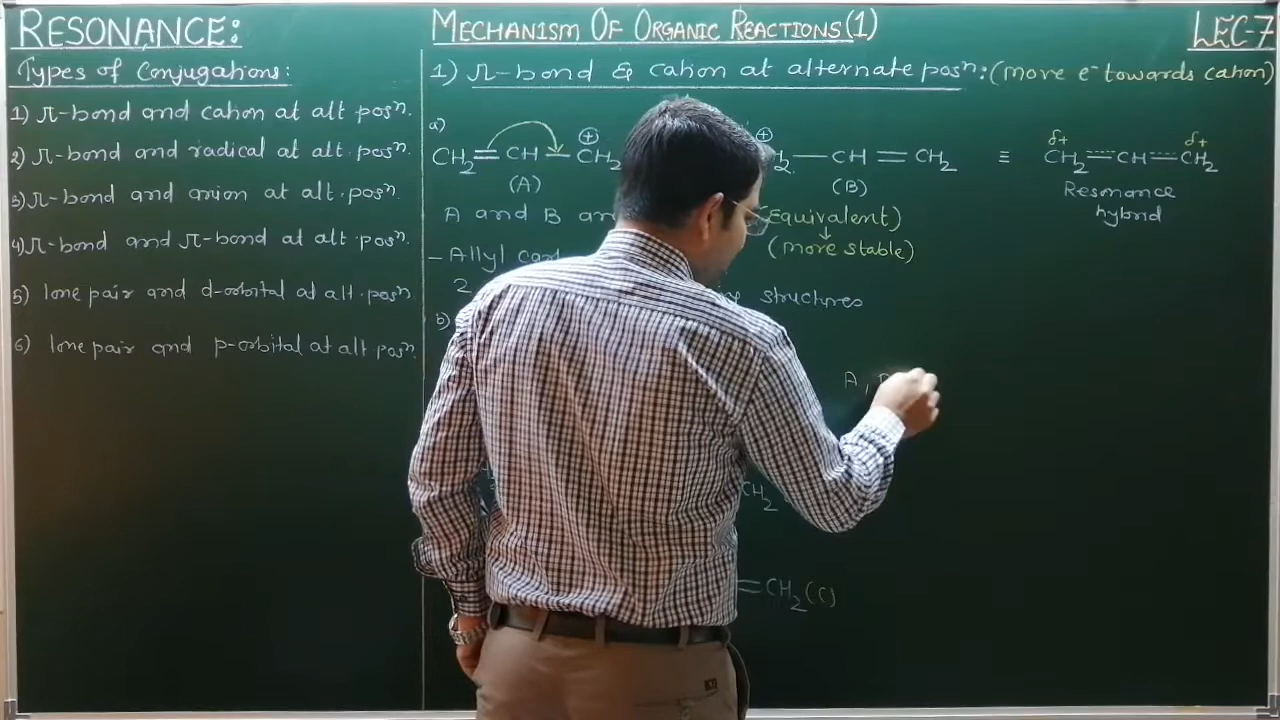 RESONANCE:
Types of Conjugations:
1) π-bond and cation at alt posⁿ.
2) π-bond and radical at alt. posⁿ.
3) π-bond and anion at alt. posⁿ.
4) π-bond and π-bond at alt. posⁿ.
5) lone pair and d-orbital at alt. posⁿ.
6) lone pair and p-orbital at alt posⁿ.
MECHANISM OF ORGANIC REACTIONS(1)
LEC-7
1) π-bond & cation at alternate posⁿ: (more e⁻ towards cation)
a)
CH₂=CH—CH₂ ⊕ ⊕ —CH=CH₂ ≡ CH₂=CH—CH₂ δ+ δ+
(A) (B) Resonance
hybrid
A and B (Equivalent)
↓
(more stable)
- Allyl
2 structures
b)
A,
CH₂
=CH₂(C)